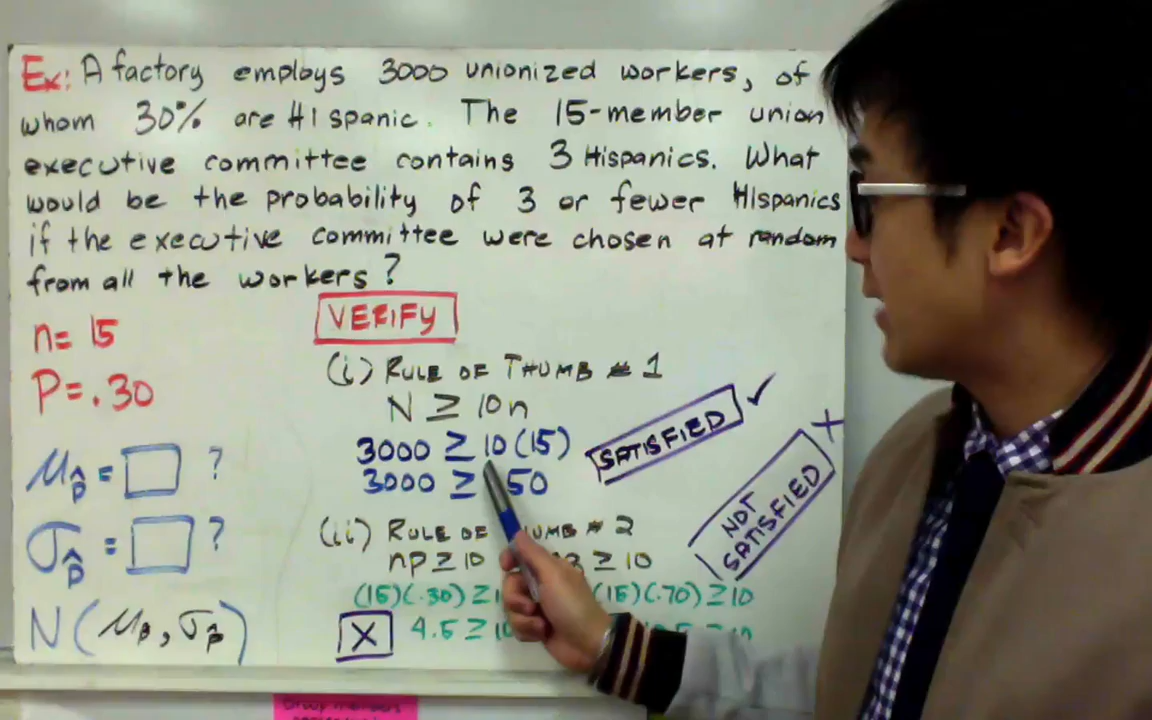 Ex: A factory employs 3000 unionized workers, of
whom 30% are HIspanic. The 15-member union
executive committee contains 3 Hispanics. What
would be the probability of 3 or fewer HIspanics
if the executive committee were chosen at random
from all the workers?
n= 15
P= .30
μp̂ = ?
σp̂ = ?
N(μp̂, σp̂)
VERIFY
(i) RULE OF THUMB # 1
N ≥ 10n
3000 ≥ 10(15)
3000 ≥ 50
SATISFIED ✓
(ii) RULE OF THUMB # 2
np ≥ 10 ≥ 10
(15)(.30) ≥ (15)(.70) ≥ 10
X 4.5 ≥ 10
NOT
SATISFIED X